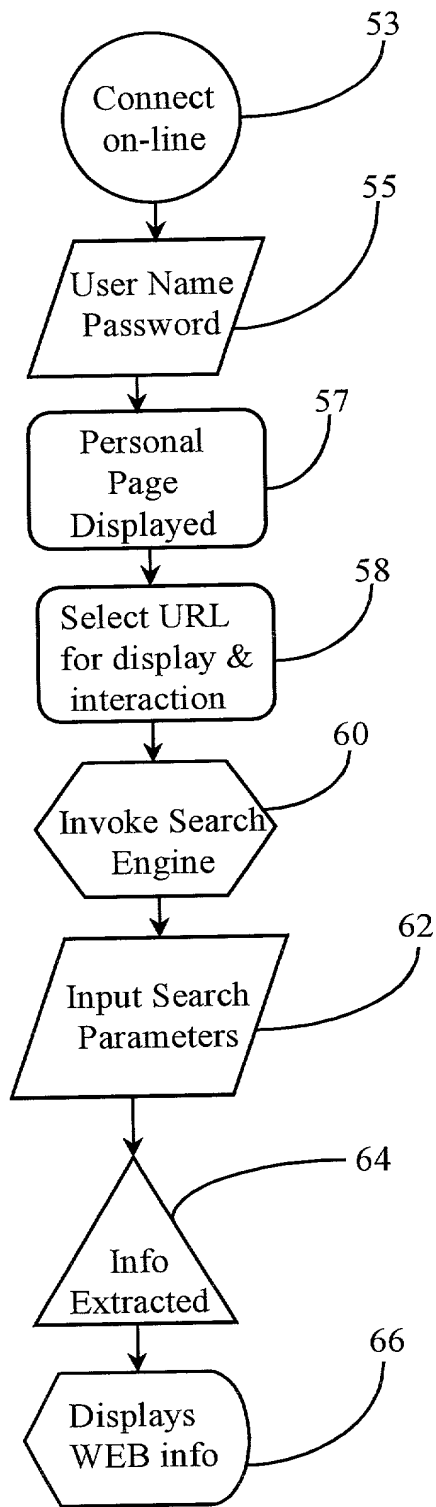 53
Connect
on-line
55
User Name
Password
57
Personal
Page
Displayed
58
Select URL
for display &
interaction
60
Invoke Search
Engine
62
Input Search
Parameters
64
Info
Extracted
66
Displays
WEB info